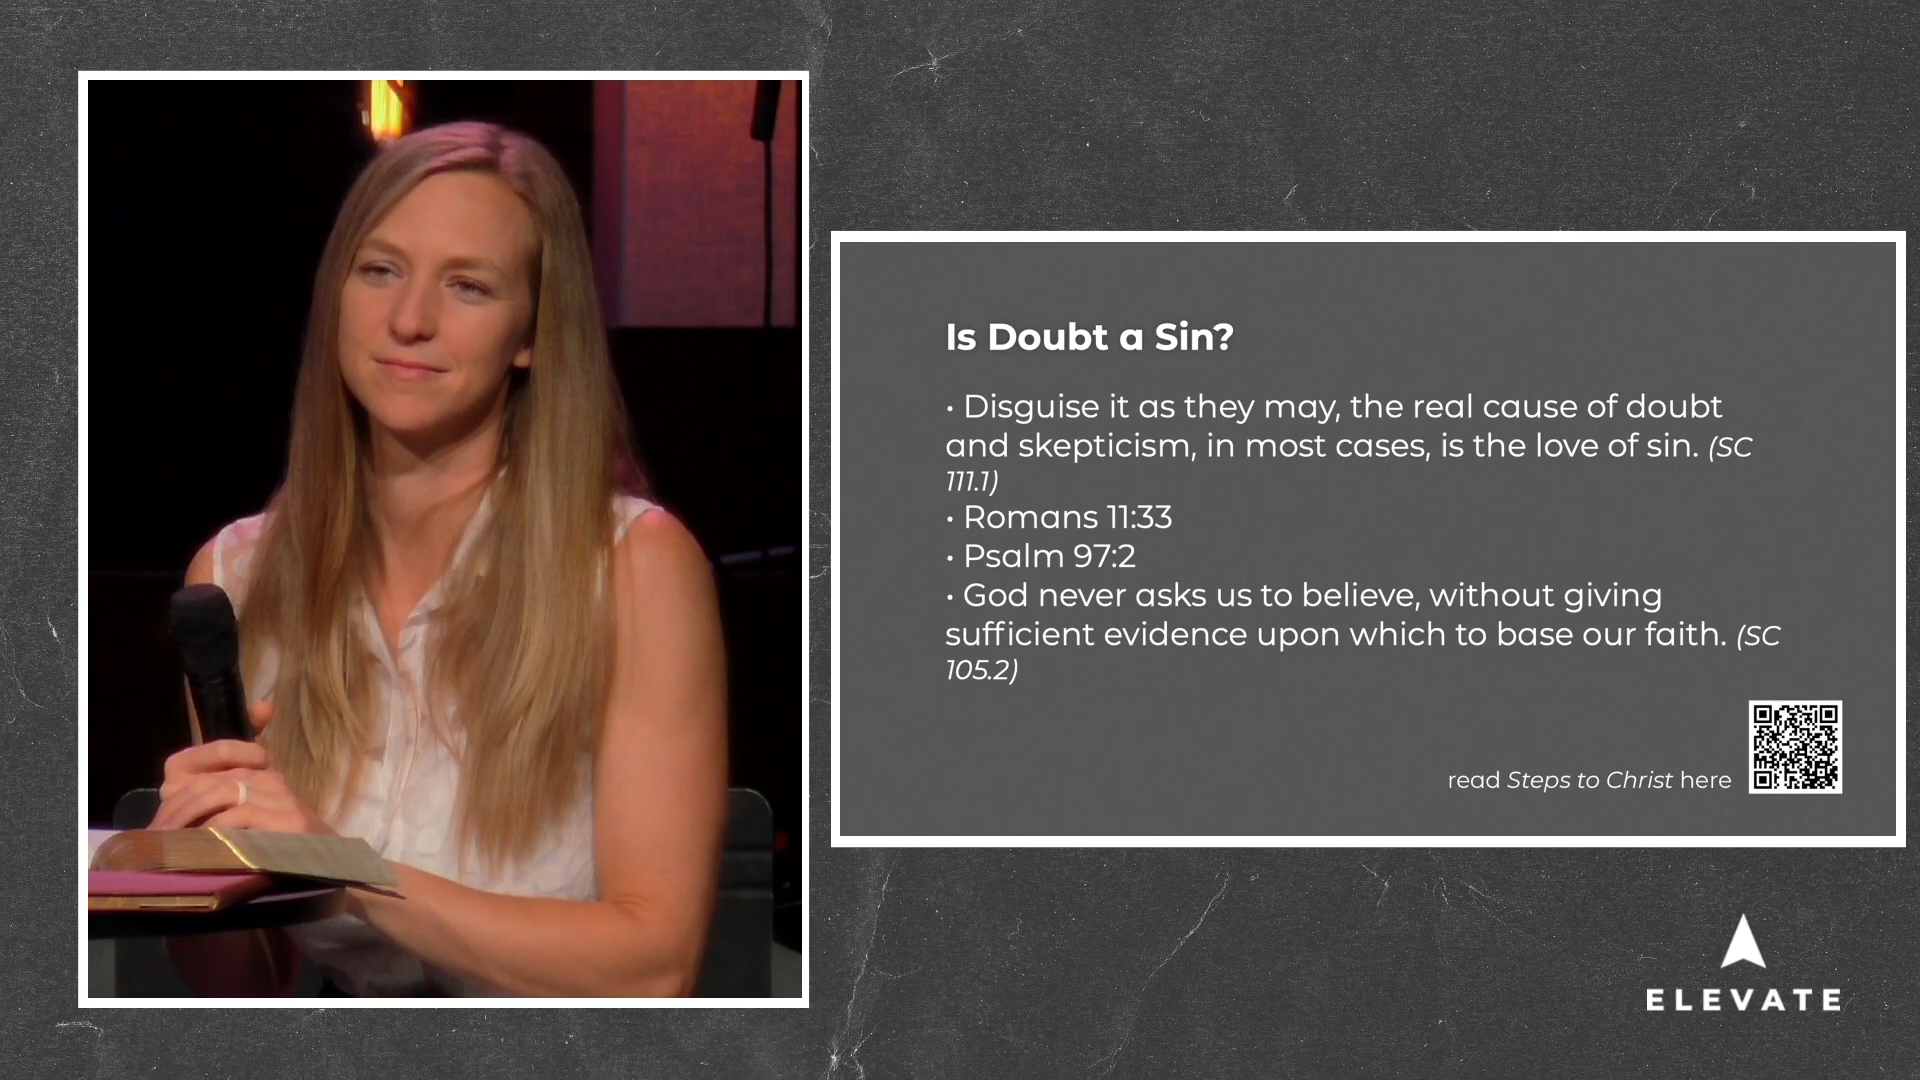 Is Doubt a Sin?
• Disguise it as they may, the real cause of doubt
and skepticism, in most cases, is the love of sin. (SC
111.1)
• Romans 11:33
• Psalm 97:2
• God never asks us to believe, without giving
sufficient evidence upon which to base our faith. (SC
105.2)
read Steps to Christ here
ELEVATE